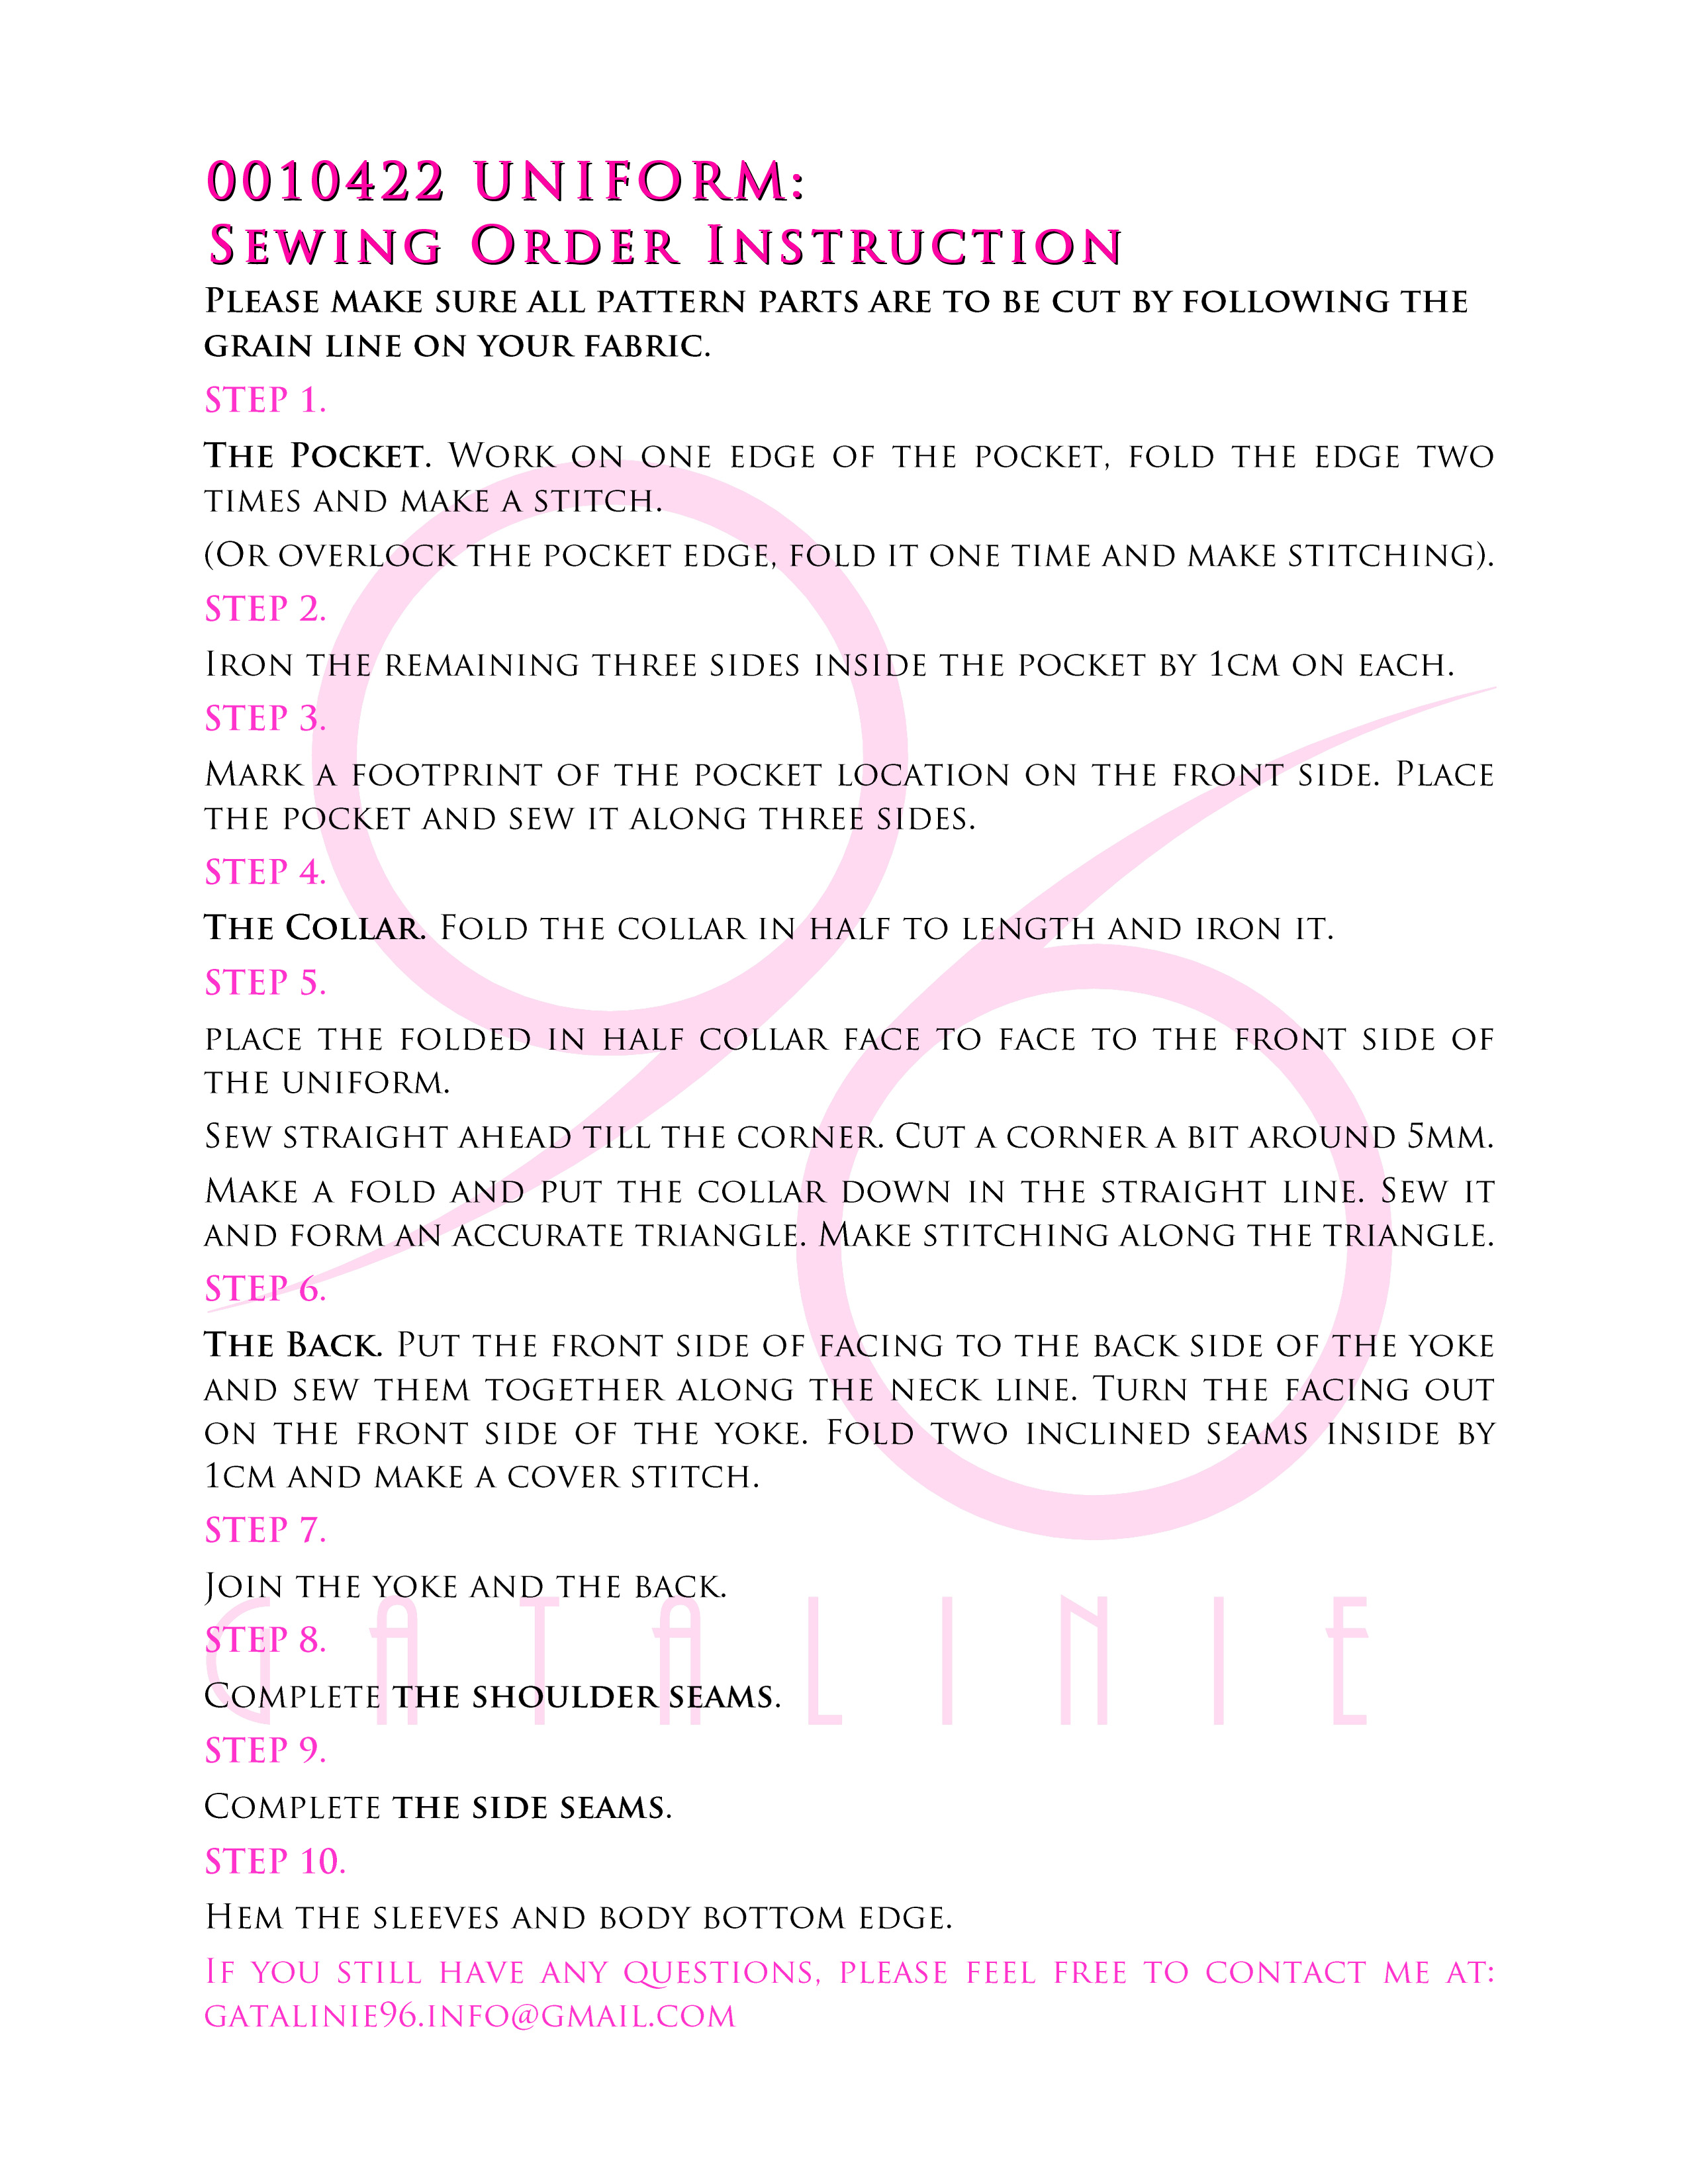 0010422 UNIFORM:
Sewing Order Instruction
Please make sure all pattern parts are to be cut by following the
grain line on your fabric.
STEP 1.
The Pocket. Work on one edge of the pocket, fold the edge two
times and make a stitch.
(Or overlock the pocket edge, fold it one time and make stitching).
STEP 2.
Iron the remaining three sides inside the pocket by 1cm on each.
STEP 3.
Mark a footprint of the pocket location on the front side. Place
the pocket and sew it along three sides.
STEP 4.
The Collar. Fold the collar in half to length and iron it.
STEP 5.
place the folded in half collar face to face to the front side of
the uniform.
Sew straight ahead till the corner. Cut a corner a bit around 5mm.
Make a fold and put the collar down in the straight line. Sew it
and form an accurate triangle. Make stitching along the triangle.
STEP 6.
The Back. Put the front side of facing to the back side of the yoke
and sew them together along the neck line. Turn the facing out
on the front side of the yoke. Fold two inclined seams inside by
1cm and make a cover stitch.
STEP 7.
Join the yoke and the back.
GATALINIE
STEP 8.
Complete the shoulder seams.
STEP 9.
Complete the side seams.
STEP 10.
Hem the sleeves and body bottom edge.
If you still have any questions, please feel free to contact me at:
gatalinie96.info@gmail.com